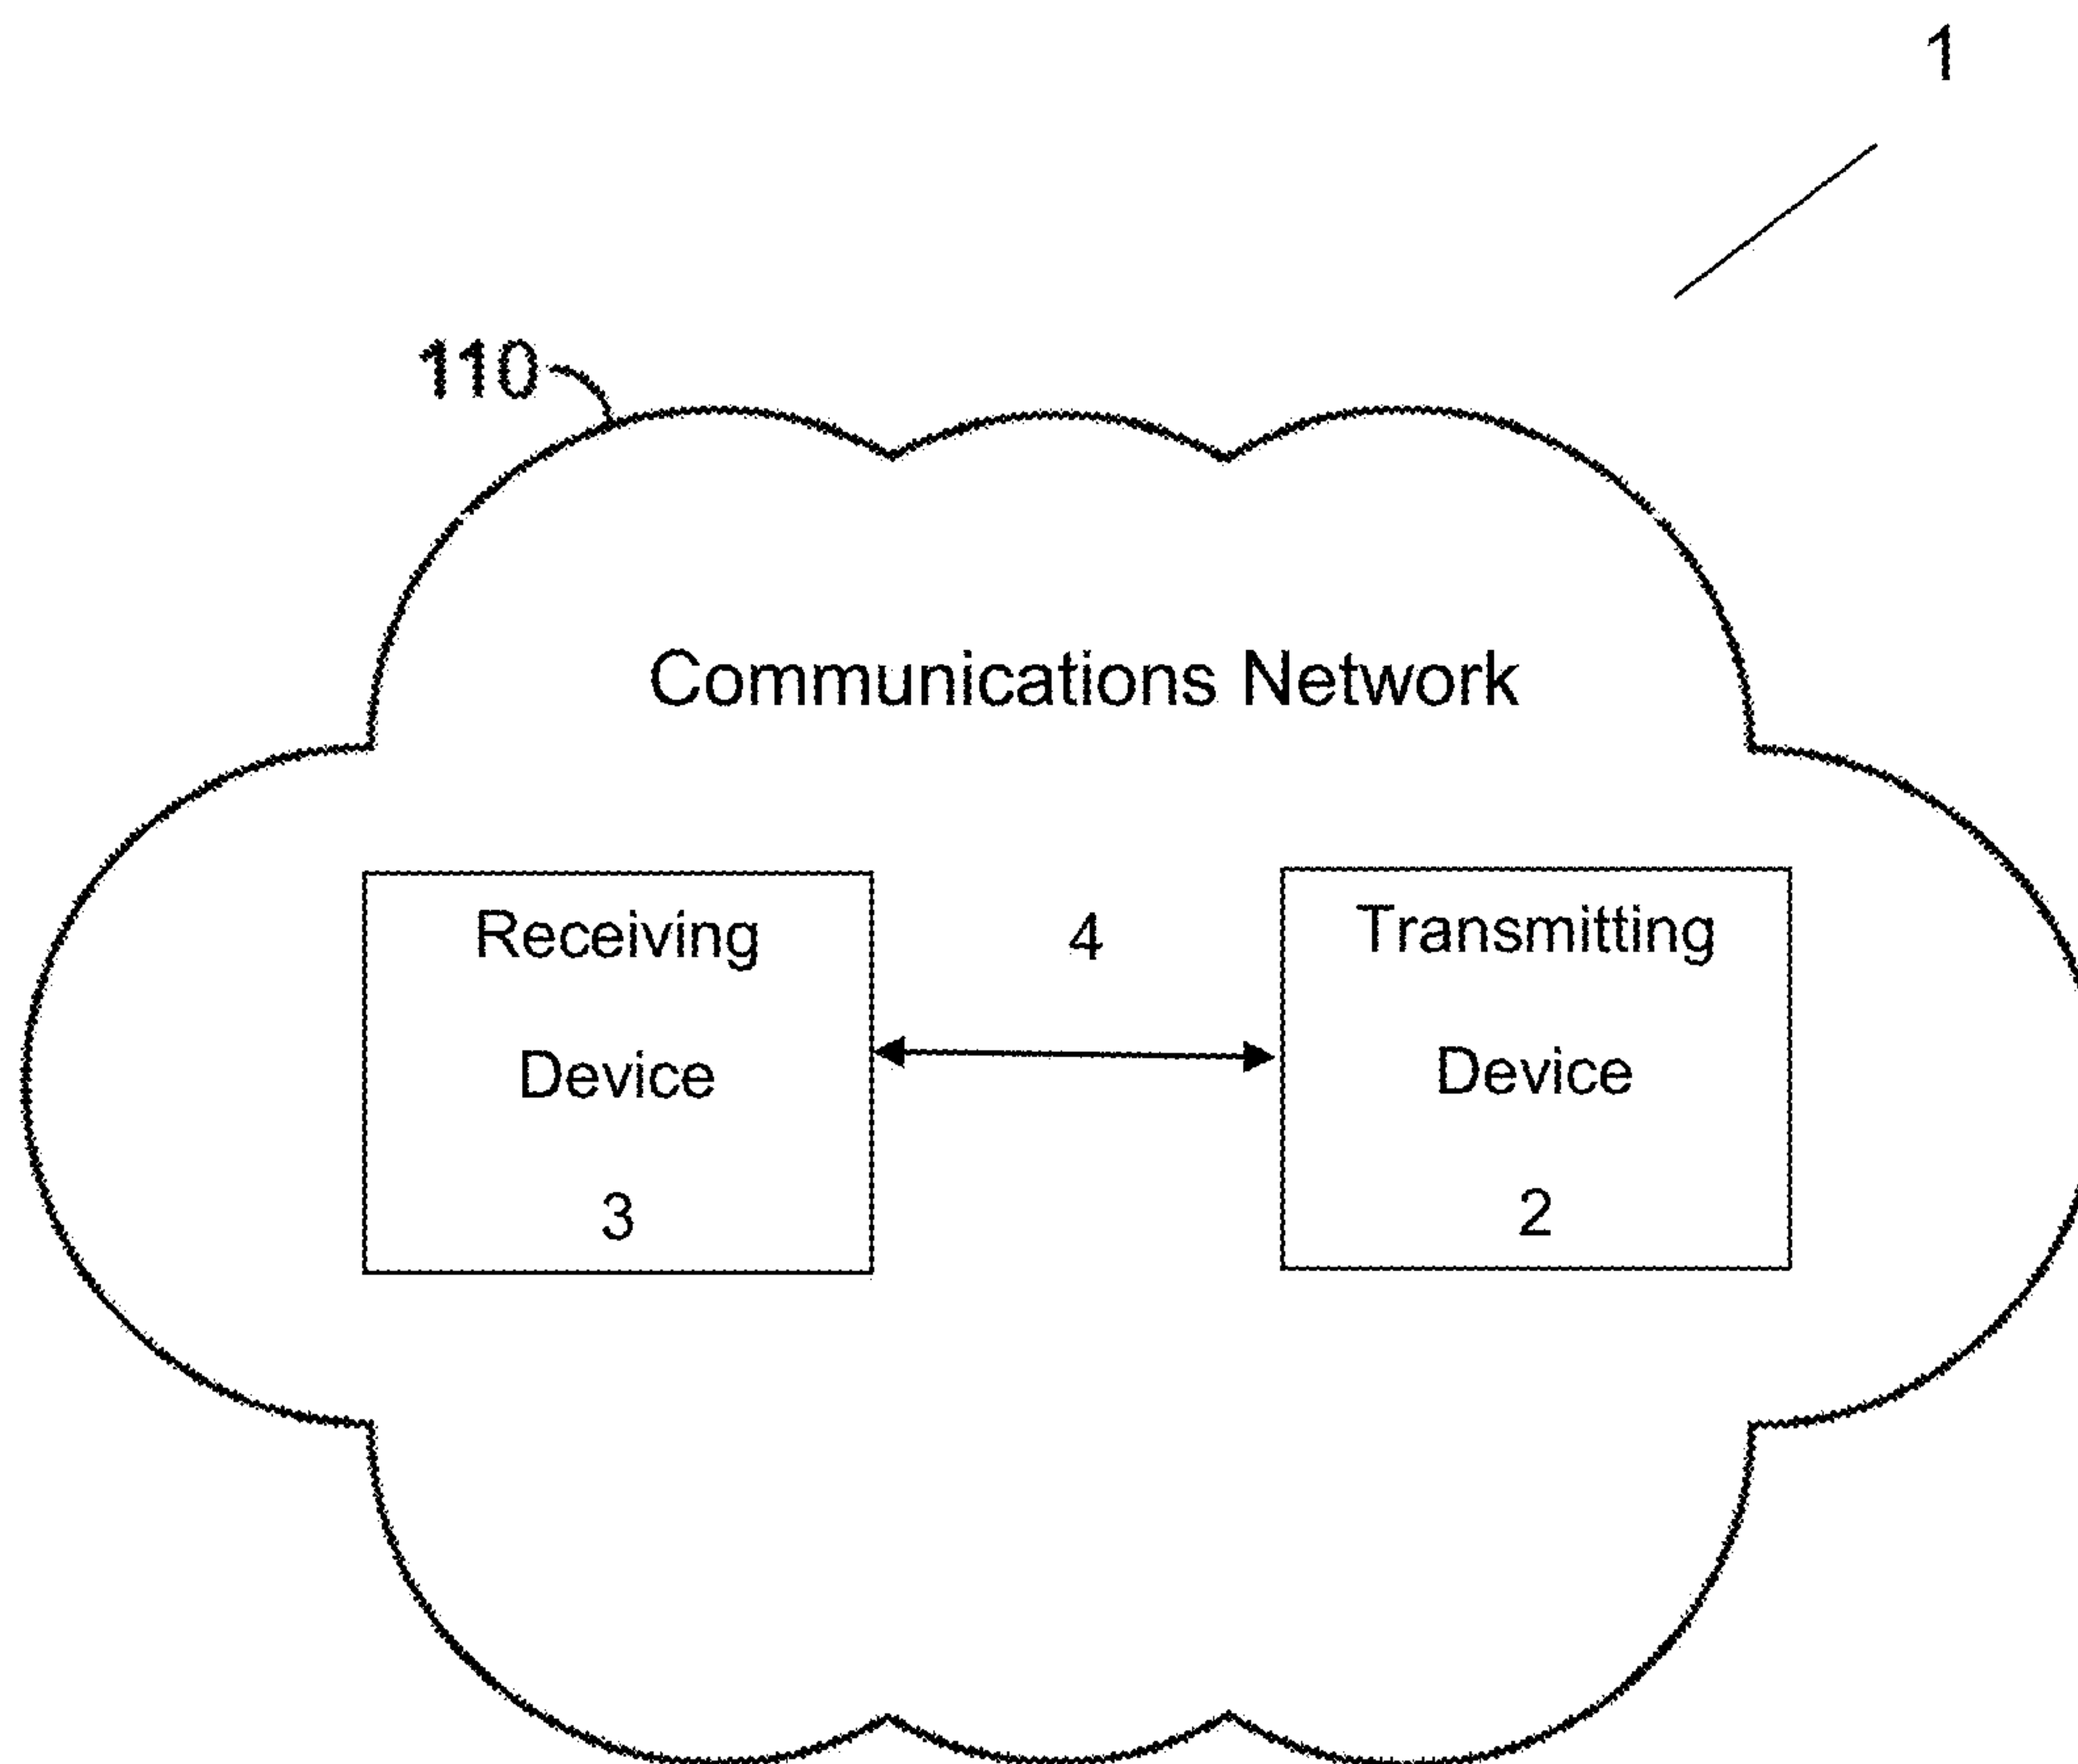 1
110
Communications Network
Receiving
Device
3
4
Transmitting
Device
2